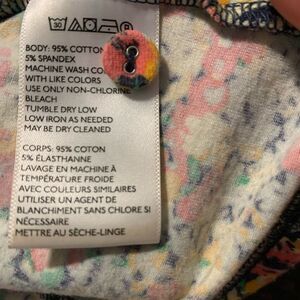 30
BODY: 95% COTTON
5% SPANDEX
MACHINE WASH CO
WITH LIKE COLORS
USE ONLY NON-CHLORINE
BLEACH
TUMBLE DRY LOW
LOW IRON AS NEEDED
MAY BE DRY CLEANED
CORPS: 95% COTON
5% ÉLASTHANNE
LAVAGE EN MACHINE À
TEMPÉRATURE FROIDE
AVEC COULEURS SIMILAIRES
UTILISER UN AGENT DE
BLANCHIMENT SANS CHLORE SI
NÉCESSAIRE
METTRE AU SÈCHE-LINGE